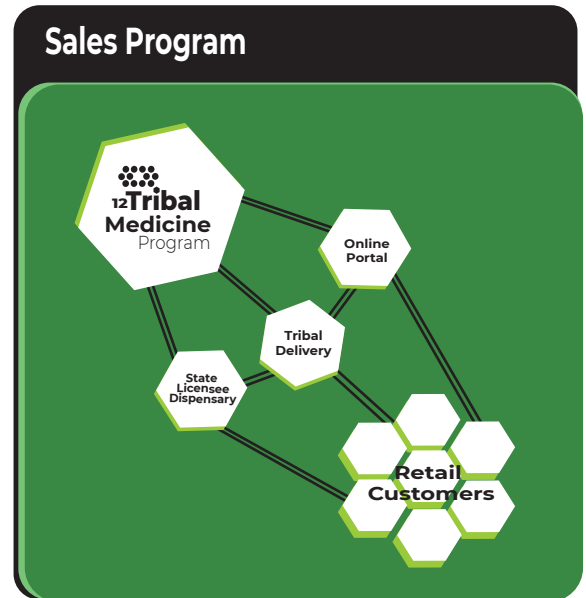 Sales Program
12Tribal
Medicine
Program
Online
Portal
Tribal
Delivery
State
Licensee
Dispensary
Retail
Customers